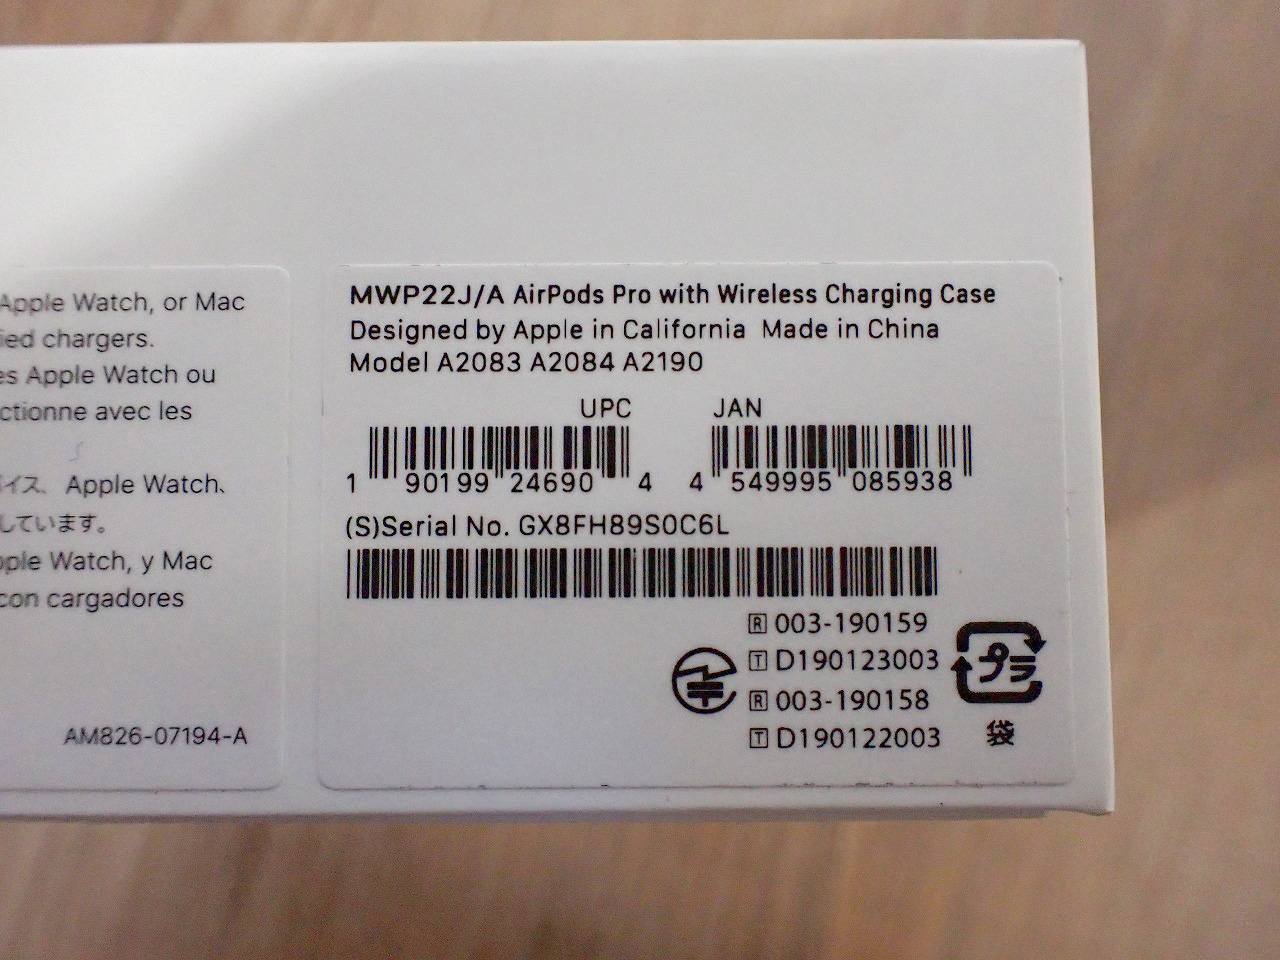 Apple Watch, or Mac
ied chargers.
es Apple Watch ou
ctionne avec les
イス、Apple Watch、
しています。
pple Watch, y Mac
con cargadores
AM826-07194-A
MWP22J/A AirPods Pro with Wireless Charging Case
Designed by Apple in California Made in China
Model A2083 A2084 A2190
UPC JAN
1 90199 24690 4 4 549995 085938
(S)Serial No. GX8FH89S0C6L
R 003-190159
T D190123003
R 003-190158
T D190122003
プラ
袋